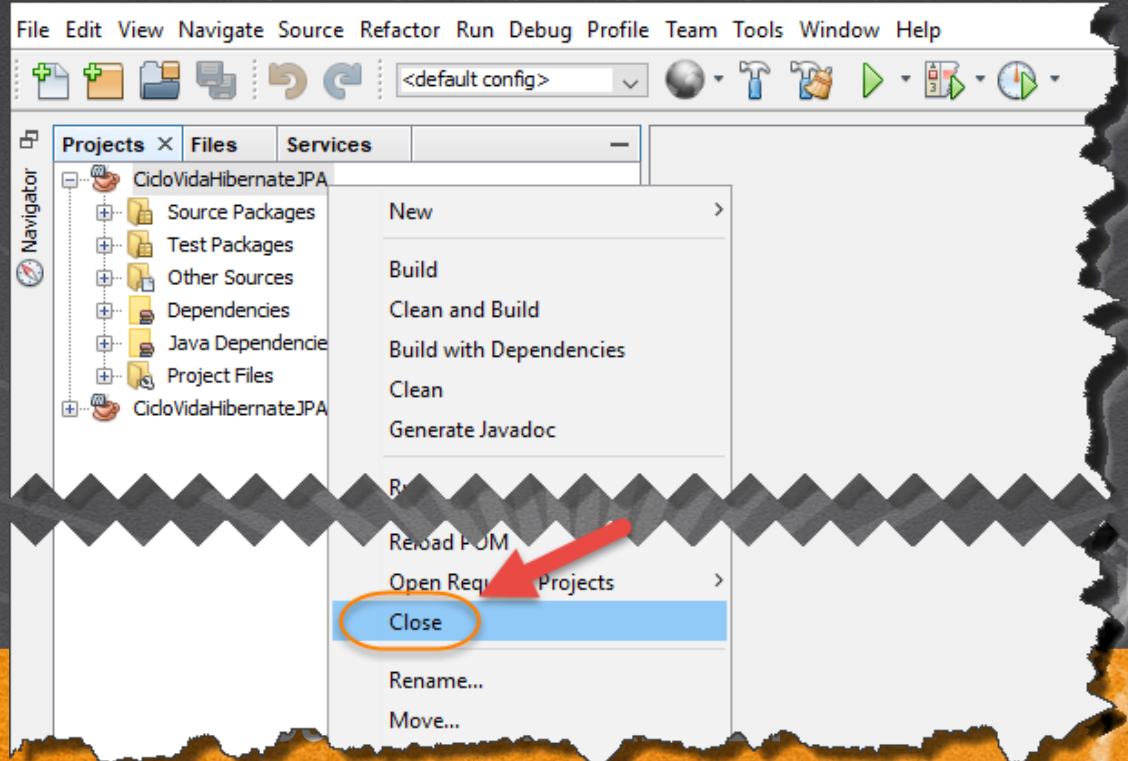 File Edit View Navigate Source Refactor Run Debug Profile Team Tools Window Help
<default config>
Projects Files Services
Navigator
CicloVidaHibernateJPA
Source Packages
Test Packages
Other Sources
Dependencies
Java Dependencie
Project Files
CicloVidaHibernateJPA
New
Build
Clean and Build
Build with Dependencies
Clean
Generate Javadoc
Reload POM
Open Projects
Close
Rename...
Move...